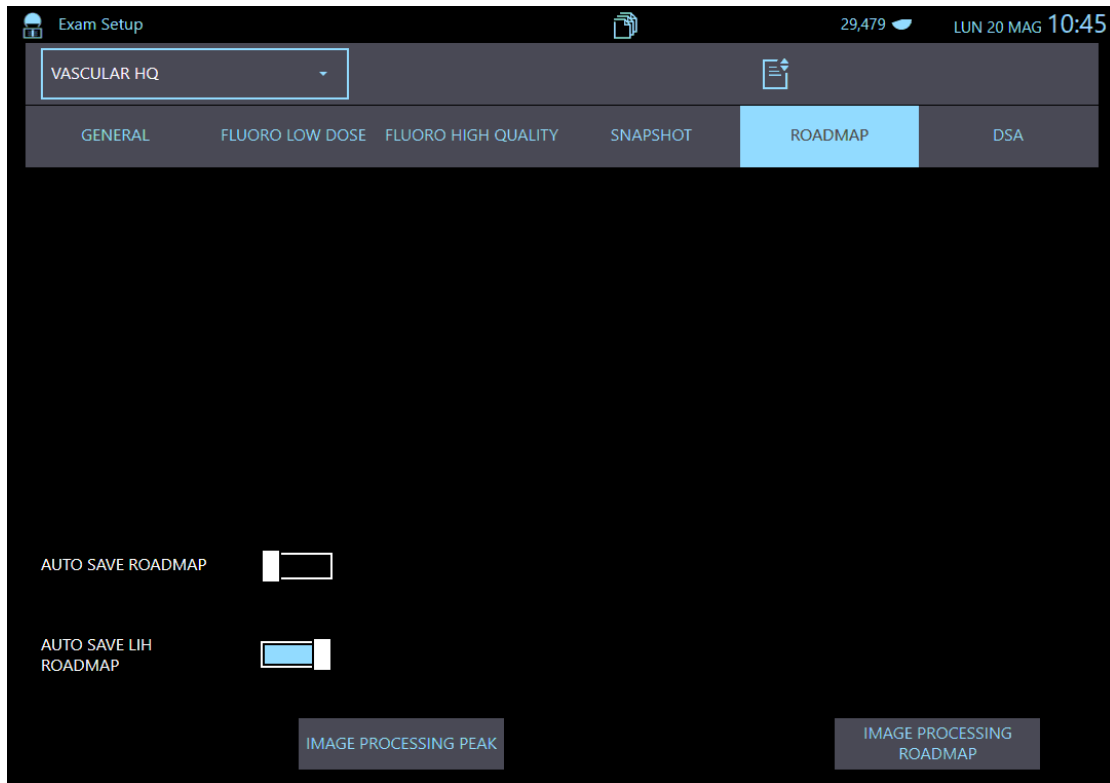 Exam Setup
29,479
LUN 20 MAG 10:45
VASCULAR HQ
GENERAL
FLUORO LOW DOSE
FLUORO HIGH QUALITY
SNAPSHOT
ROADMAP
DSA
AUTO SAVE ROADMAP
AUTO SAVE LIH
ROADMAP
IMAGE PROCESSING PEAK
IMAGE PROCESSING
ROADMAP